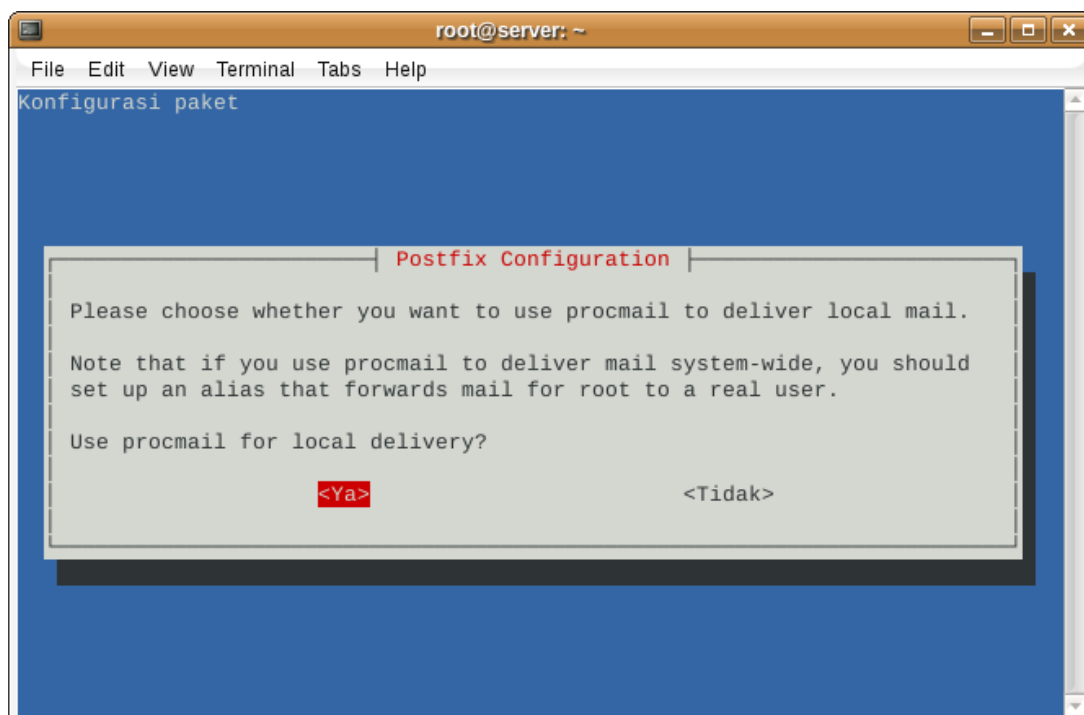 root@server: ~
File Edit View Terminal Tabs Help
Konfigurasi paket
Postfix Configuration
Please choose whether you want to use procmail to deliver local mail.
Note that if you use procmail to deliver mail system-wide, you should
set up an alias that forwards mail for root to a real user.
Use procmail for local delivery?
<Ya> <Tidak>